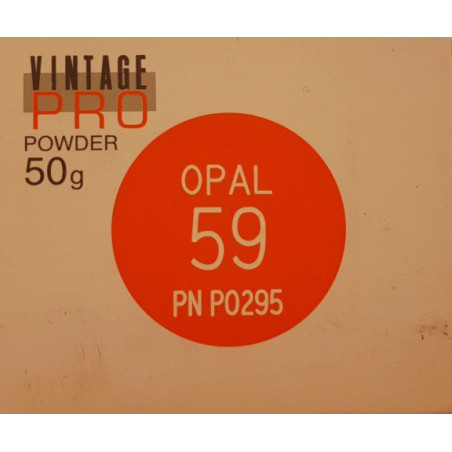 VINTAGE
PRO
POWDER
50g
OPAL
59
PN P0295